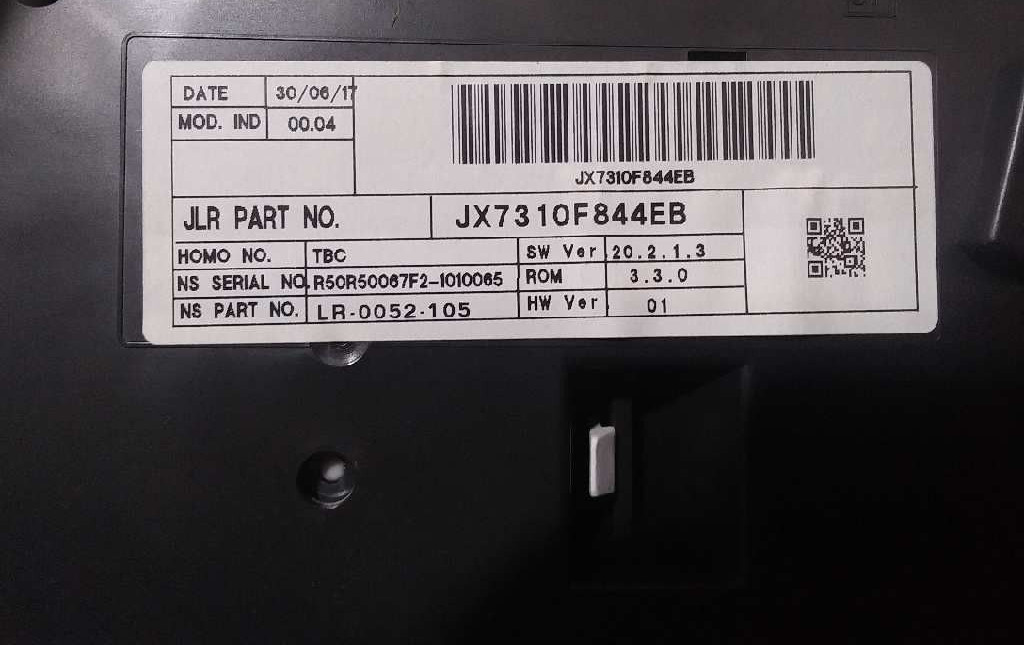 DATE 30/06/17
MOD. IND 00.04
JX7310F844EB
JLR PART NO. JX7310F844EB
HOMO NO. TBC SW Ver 20.2.1.3
NS SERIAL NO. R50R50067F2-1010065 ROM 3.3.0
NS PART NO. LR-0052-105 HW Ver 01